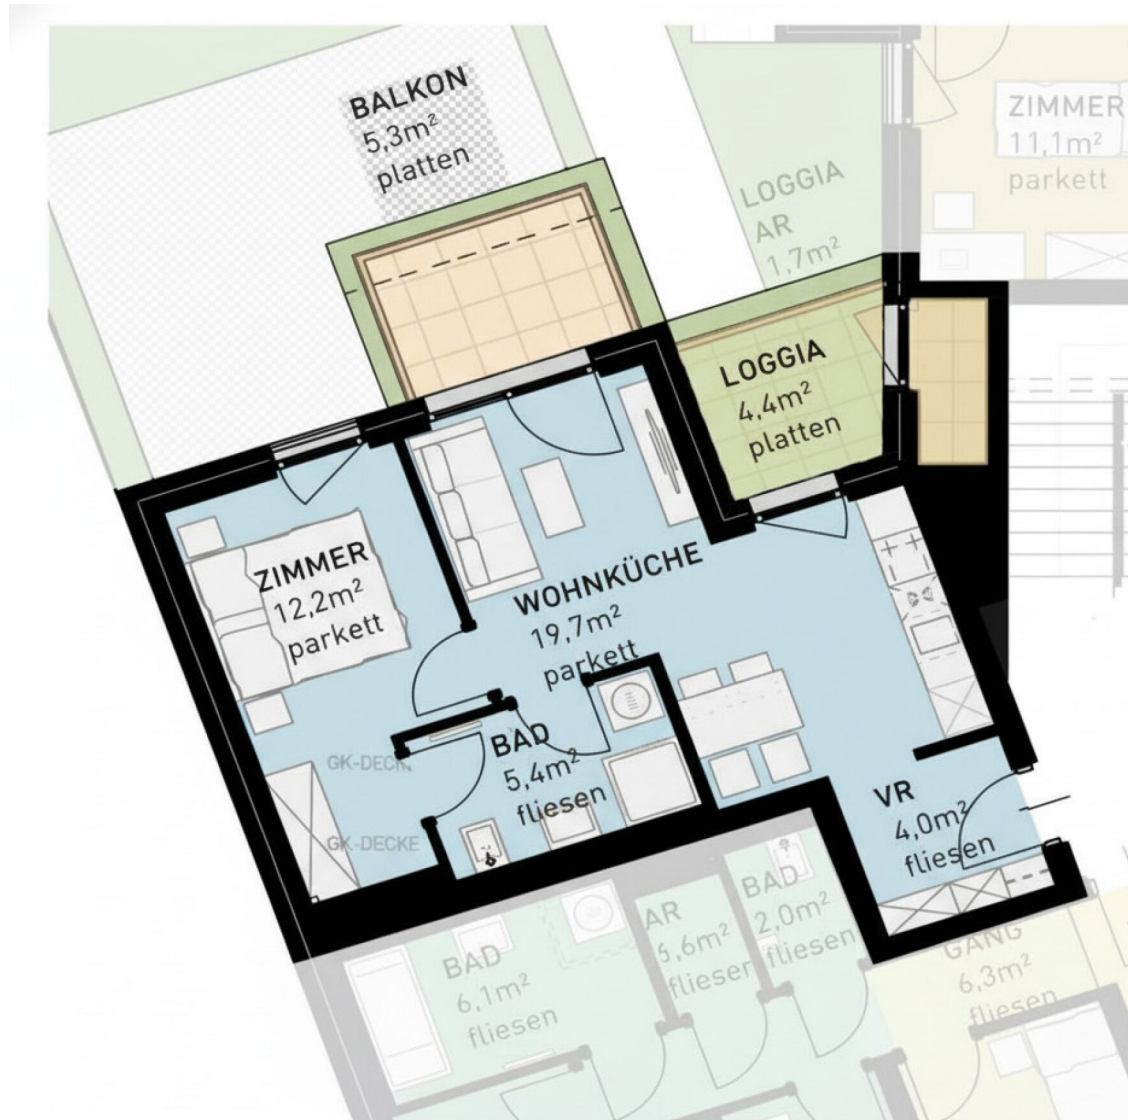 BALKON
5,3m²
platten
ZIMMER
11,1m²
parkett
LOGGIA
AR
1,7m²
LOGGIA
4,4m²
platten
ZIMMER
12,2m²
parkett
WOHNKÜCHE
19,7m²
parkett
BAD
5,4m²
fliesen
GK-DECKE
GK-DECKE
VR
4,0m²
fliesen
BAD
6,1m²
fliesen
AR
fliesen
BAD
2,0m²
fliesen
GANG
6,3m²
fliesen